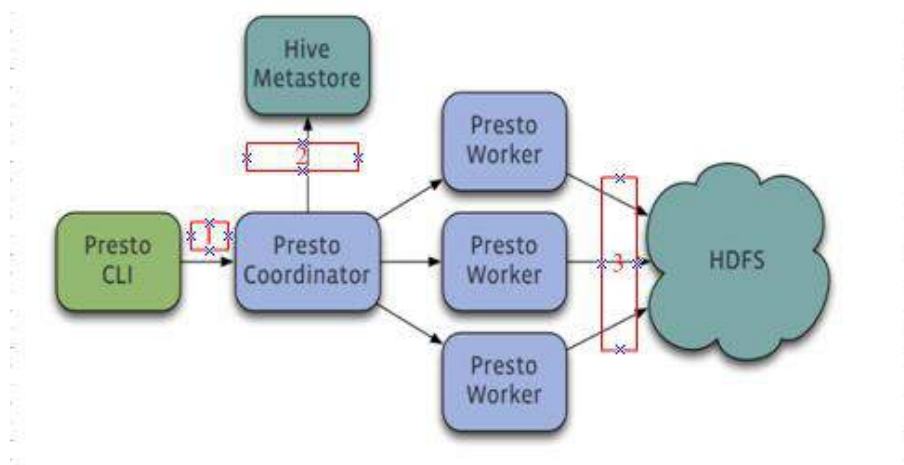 Hive
Metastore
2
Presto
Worker
Presto
CLI
1
Presto
Coordinator
Presto
Worker
3
HDFS
Presto
Worker